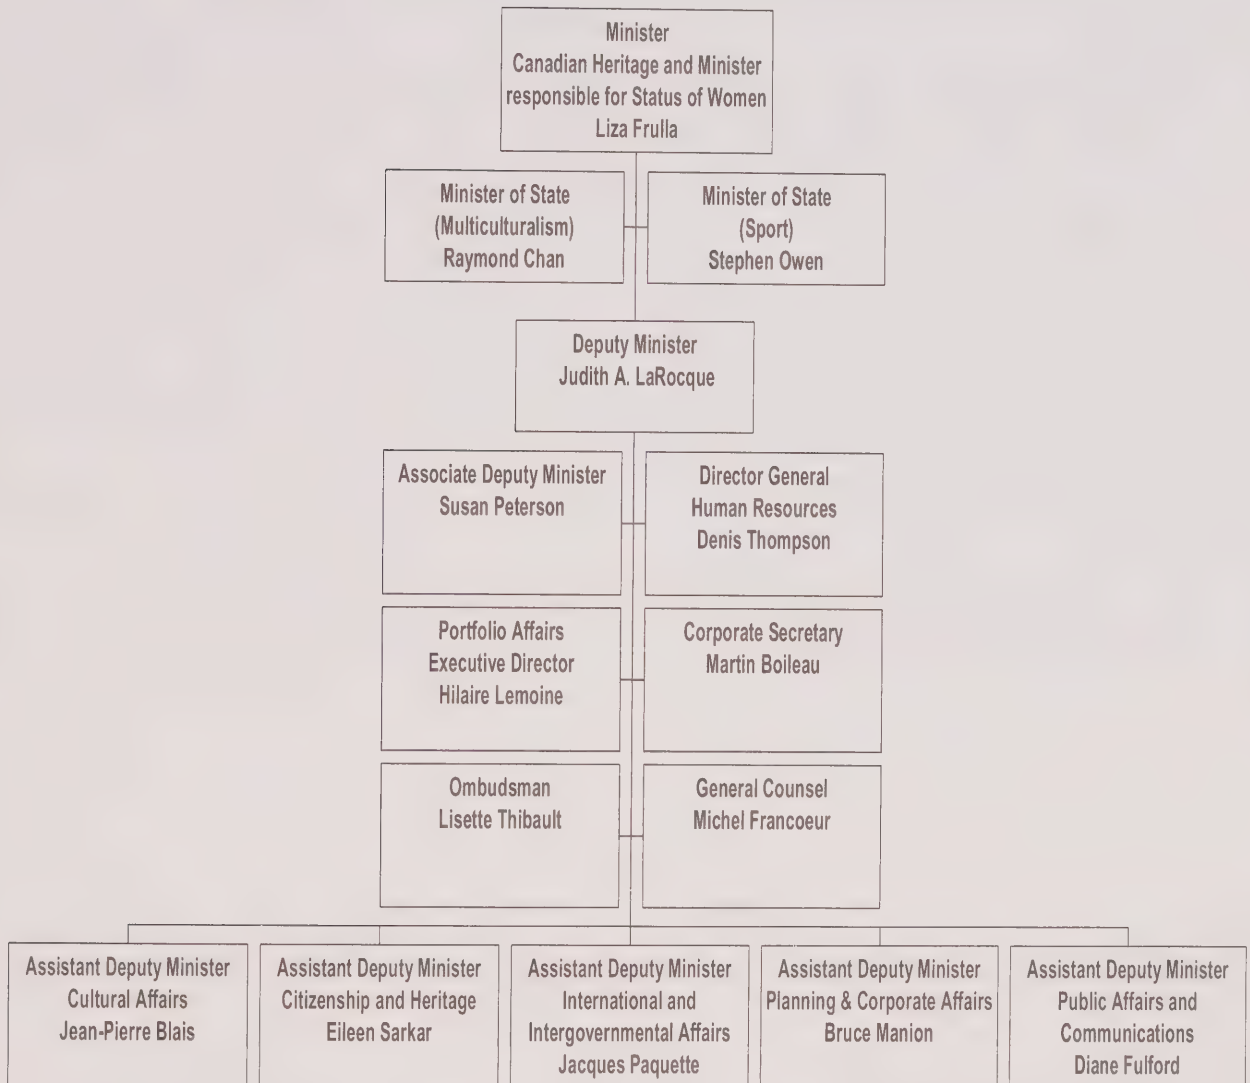 Minister
Canadian Heritage and Minister
responsible for Status of Women
Liza Frulla
Minister of State
(Multiculturalism)
Raymond Chan
Minister of State
(Sport)
Stephen Owen
Deputy Minister
Judith A. LaRocque
Associate Deputy Minister
Susan Peterson
Director General
Human Resources
Denis Thompson
Portfolio Affairs
Executive Director
Hilaire Lemoine
Corporate Secretary
Martin Boileau
Ombudsman
Lisette Thibault
General Counsel
Michel Francoeur
Assistant Deputy Minister
Cultural Affairs
Jean-Pierre Blais
Assistant Deputy Minister
Citizenship and Heritage
Eileen Sarkar
Assistant Deputy Minister
International and
Intergovernmental Affairs
Jacques Paquette
Assistant Deputy Minister
Planning & Corporate Affairs
Bruce Manion
Assistant Deputy Minister
Public Affairs and
Communications
Diane Fulford